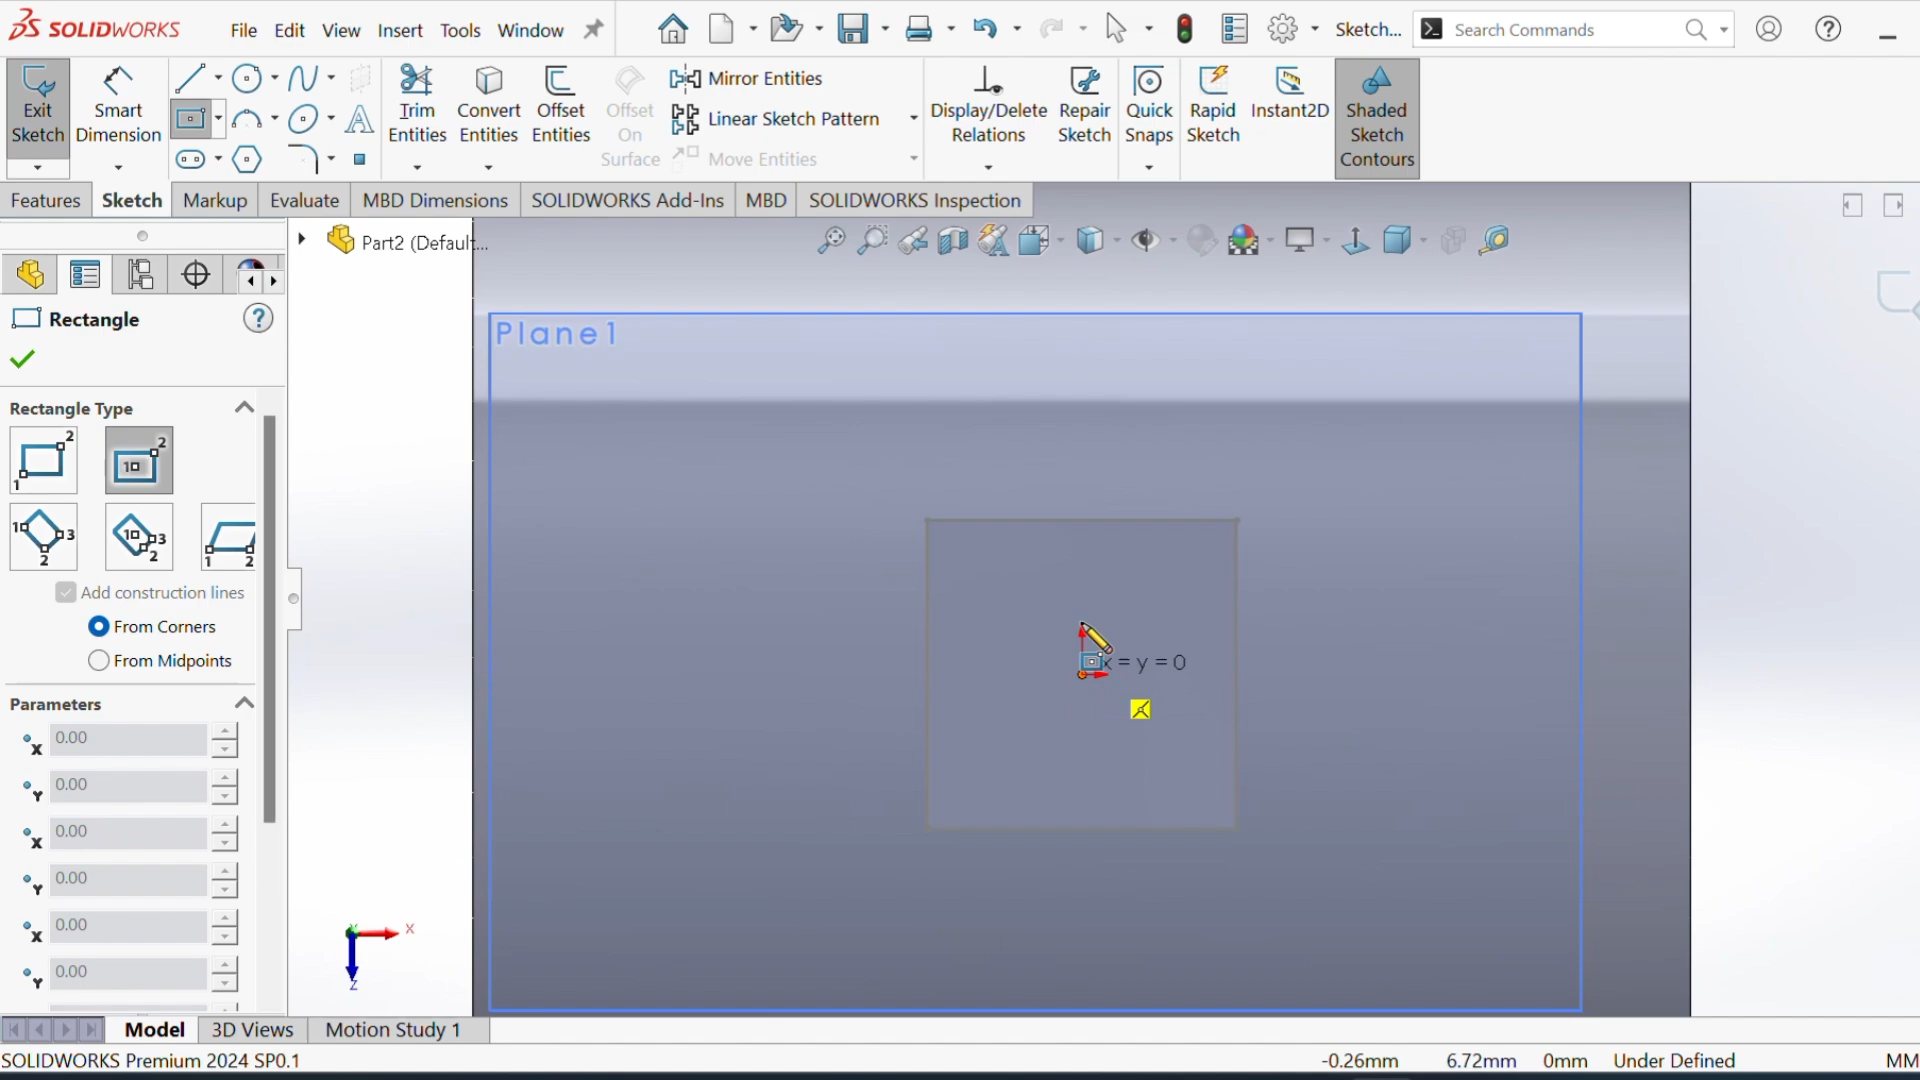 SOLIDWORKS
File Edit View Insert Tools Window
Sketch...
Search Commands
Exit Sketch
Smart Dimension
Trim Entities
Convert Entities
Offset Entities
Offset On Surface
Mirror Entities
Linear Sketch Pattern
Move Entities
Display/Delete Relations
Repair Sketch
Quick Snaps
Rapid Sketch
Instant2D
Shaded Sketch Contours
Features Sketch Markup Evaluate MBD Dimensions SOLIDWORKS Add-Ins MBD SOLIDWORKS Inspection
Part2 (Default...
Rectangle
Plane1
Rectangle Type
Add construction lines
From Corners
From Midpoints
x = y = 0
Parameters
X 0.00
Y 0.00
X 0.00
Y 0.00
X 0.00
Y 0.00
X
Y
Z
Model 3D Views Motion Study 1
SOLIDWORKS Premium 2024 SP0.1
-0.26mm 6.72mm 0mm Under Defined MM